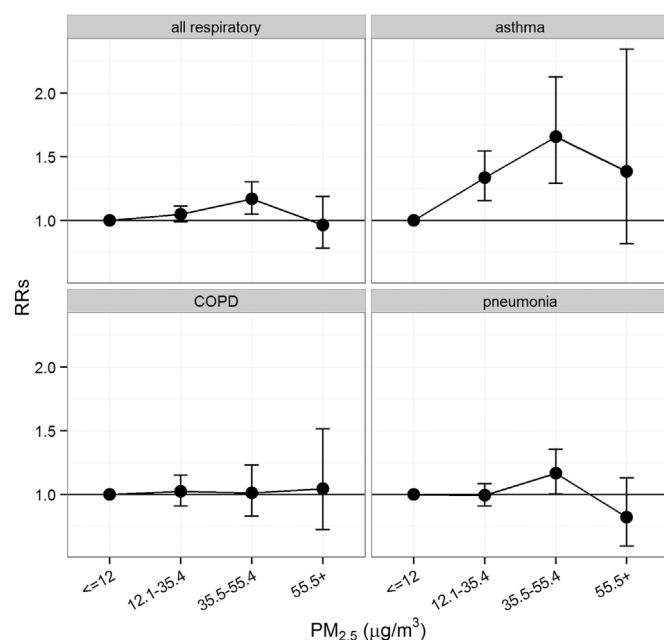 all respiratory
asthma
2.0
1.5
1.0
COPD
pneumonia
2.0
1.5
1.0
RRs
<=12
12.1-35.4
35.5-55.4
55.5+
<=12
12.1-35.4
35.5-55.4
55.5+
PM2.5 (μg/m³)